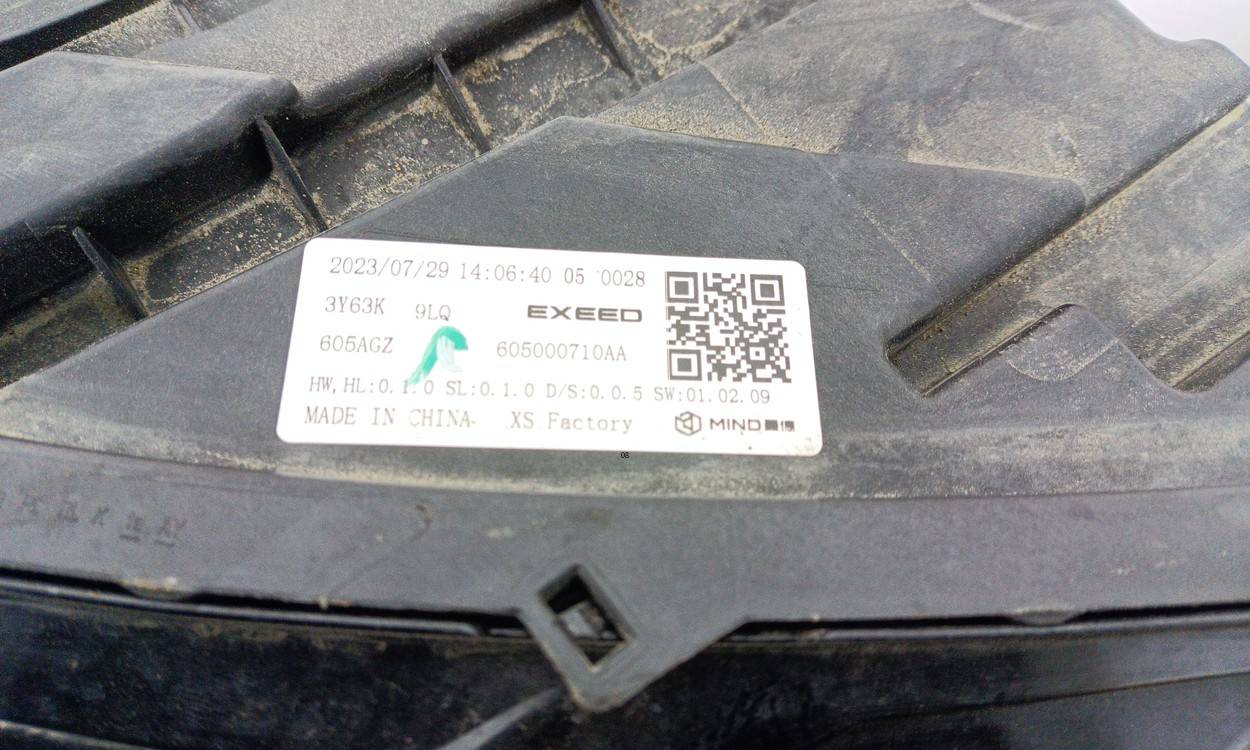 2023/07/29 14:06:40 05 0028
3Y63K 9LQ EXEED
605AGZ 605000710AA
HW,HL:0.1.0 SL:0.1.0 D/S:0.0.5 SW:01.02.09
MADE IN CHINA- XS Factory MIND
08